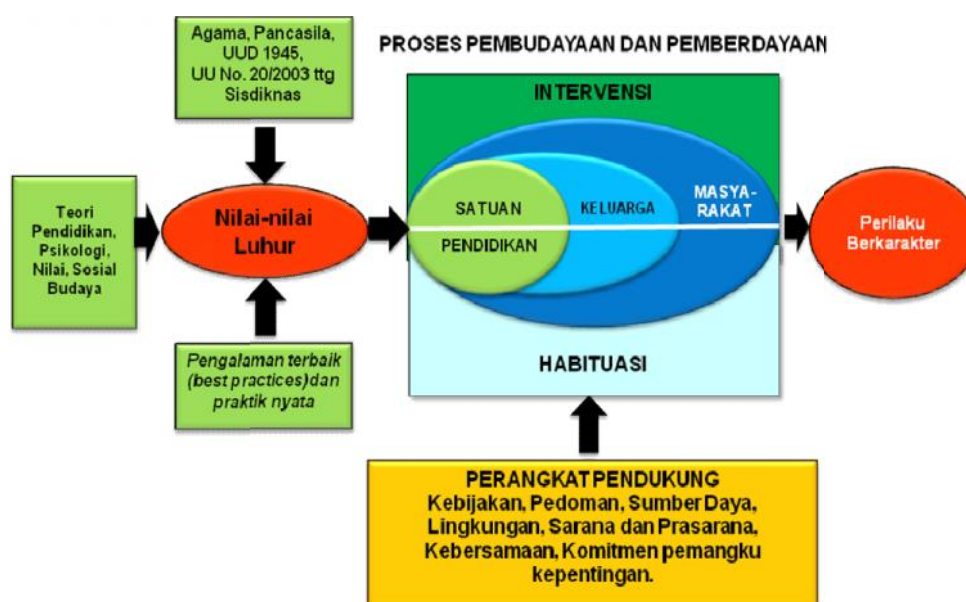 Agama, Pancasila,
UUD 1945,
UU No. 20/2003 ttg
Sisdiknas
PROSES PEMBUDAYAAN DAN PEMBERDAYAAN
INTERVENSI
Teori
Pendidikan,
Psikologi,
Nilai, Sosial
Budaya
Nilai-nilai
Luhur
SATUAN
PENDIDIKAN
KELUARGA
MASYA-
RAKAT
Perilaku
Berkarakter
Pengalaman terbaik
(best practices)dan
praktik nyata
HABITUASI
PERANGKAT PENDUKUNG
Kebijakan, Pedoman, Sumber Daya,
Lingkungan, Sarana dan Prasarana,
Kebersamaan, Komitmen pemangku
kepentingan.